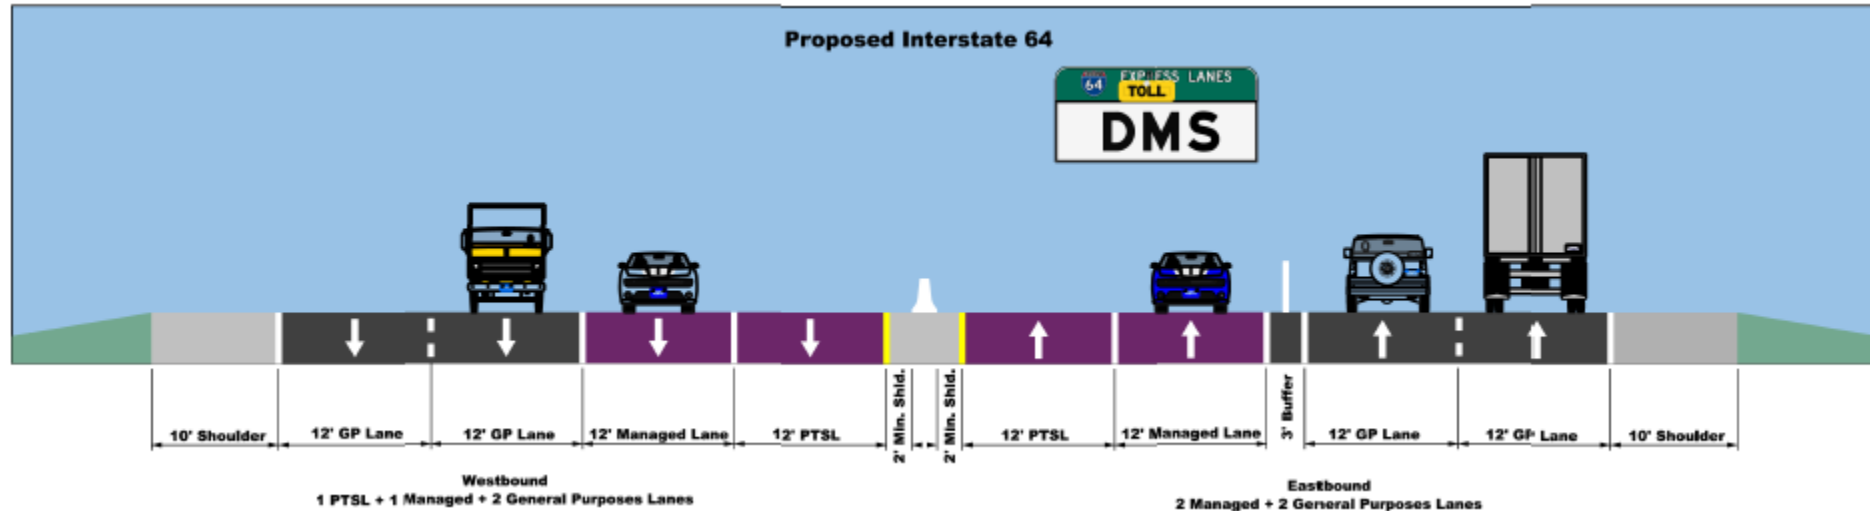 Proposed Interstate 64
64 EXPRESS LANES
TOLL
DMS
10' Shoulder
12' GP Lane
12' GP Lane
12' Managed Lane
12' PTSL
2' Min. Shld.
2' Min. Shld.
12' PTSL
12' Managed Lane
3' Buffer
12' GP Lane
12' GP Lane
10' Shoulder
Westbound
1 PTSL + 1 Managed + 2 General Purposes Lanes
Eastbound
2 Managed + 2 General Purposes Lanes